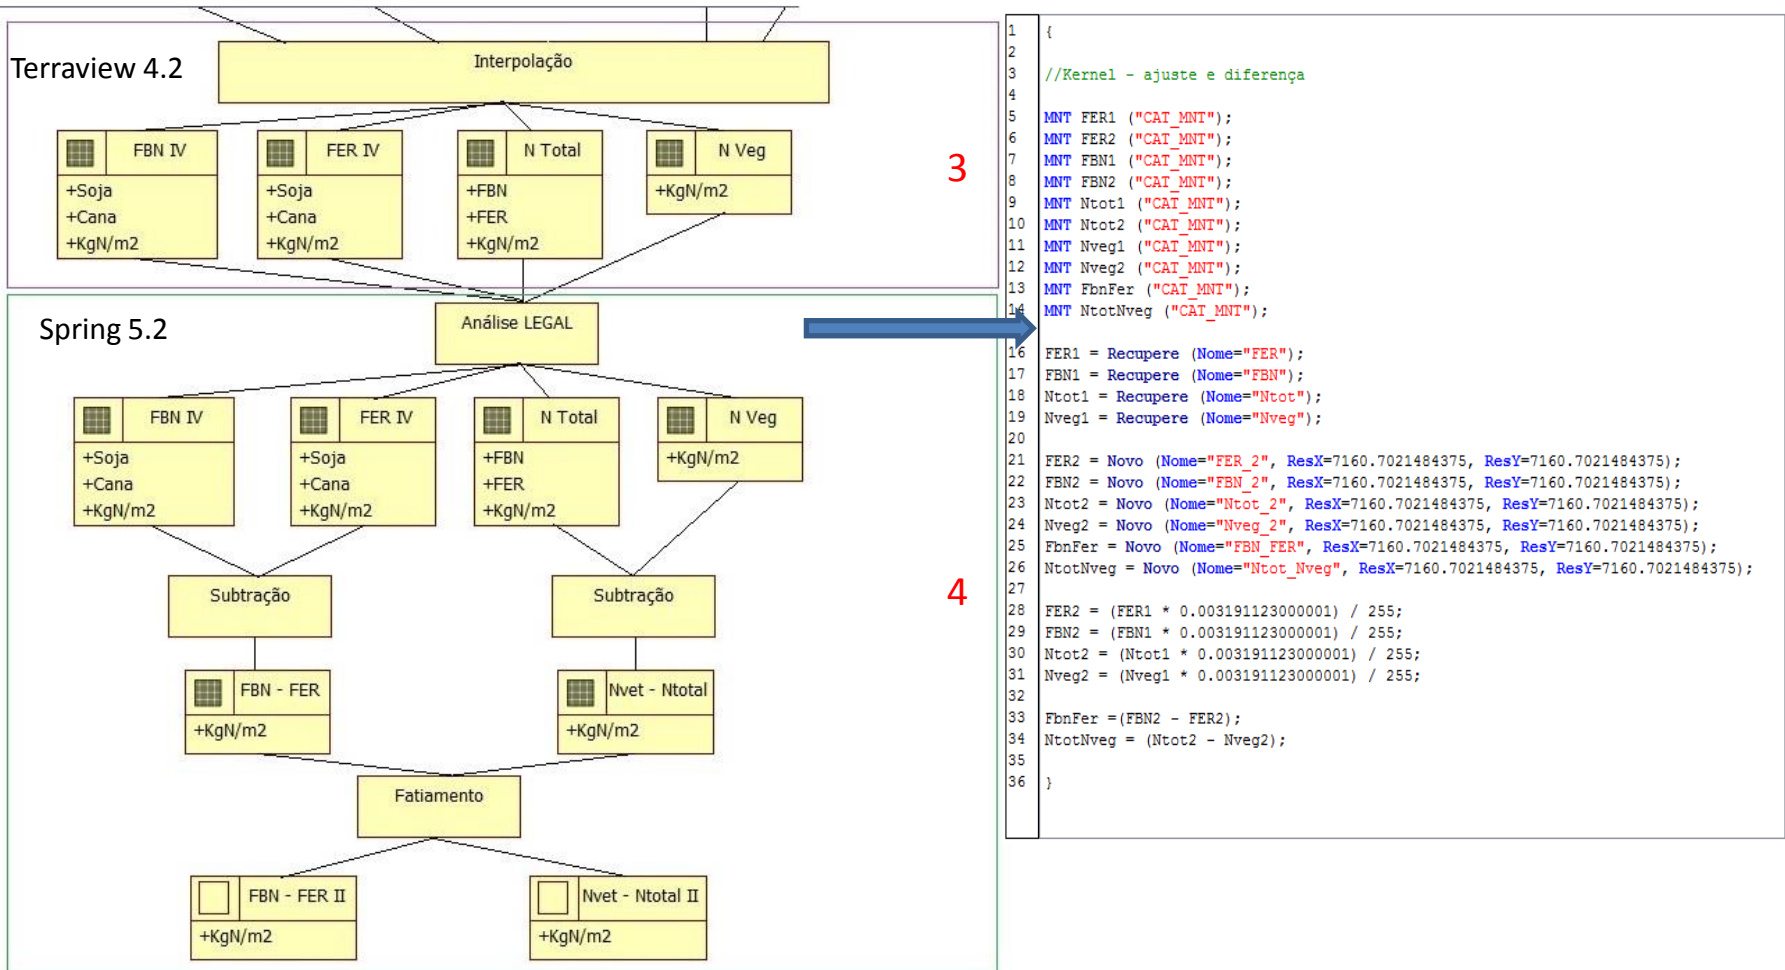 Terraview 4.2
Interpolação
FBN IV
+Soja
+Cana
+KgN/m2
FER IV
+Soja
+Cana
+KgN/m2
N Total
+FBN
+FER
+KgN/m2
N Veg
+KgN/m2
3
Spring 5.2
Análise LEGAL
FBN IV
+Soja
+Cana
+KgN/m2
FER IV
+Soja
+Cana
+KgN/m2
N Total
+FBN
+FER
+KgN/m2
N Veg
+KgN/m2
Subtração
Subtração
4
FBN - FER
+KgN/m2
Nvet - Ntotal
+KgN/m2
Fatiamento
FBN - FER II
+KgN/m2
Nvet - Ntotal II
+KgN/m2
1 {
2
3 //Kernel - ajuste e diferença
4
5 MNT FER1 ("CAT_MNT");
6 MNT FER2 ("CAT_MNT");
7 MNT FBN1 ("CAT_MNT");
8 MNT FBN2 ("CAT_MNT");
9 MNT Ntot1 ("CAT_MNT");
10 MNT Ntot2 ("CAT_MNT");
11 MNT Nveg1 ("CAT_MNT");
12 MNT Nveg2 ("CAT_MNT");
13 MNT FbnFer ("CAT_MNT");
14 MNT NtotNveg ("CAT_MNT");
16 FER1 = Recupere (Nome="FER");
17 FBN1 = Recupere (Nome="FBN");
18 Ntot1 = Recupere (Nome="Ntot");
19 Nveg1 = Recupere (Nome="Nveg");
20
21 FER2 = Novo (Nome="FER_2", ResX=7160.7021484375, ResY=7160.7021484375);
22 FBN2 = Novo (Nome="FBN_2", ResX=7160.7021484375, ResY=7160.7021484375);
23 Ntot2 = Novo (Nome="Ntot_2", ResX=7160.7021484375, ResY=7160.7021484375);
24 Nveg2 = Novo (Nome="Nveg_2", ResX=7160.7021484375, ResY=7160.7021484375);
25 FbnFer = Novo (Nome="FBN_FER", ResX=7160.7021484375, ResY=7160.7021484375);
26 NtotNveg = Novo (Nome="Ntot_Nveg", ResX=7160.7021484375, ResY=7160.7021484375);
27
28 FER2 = (FER1 * 0.003191123000001) / 255;
29 FBN2 = (FBN1 * 0.003191123000001) / 255;
30 Ntot2 = (Ntot1 * 0.003191123000001) / 255;
31 Nveg2 = (Nveg1 * 0.003191123000001) / 255;
32
33 FbnFer =(FBN2 - FER2);
34 NtotNveg = (Ntot2 - Nveg2);
35
36 }